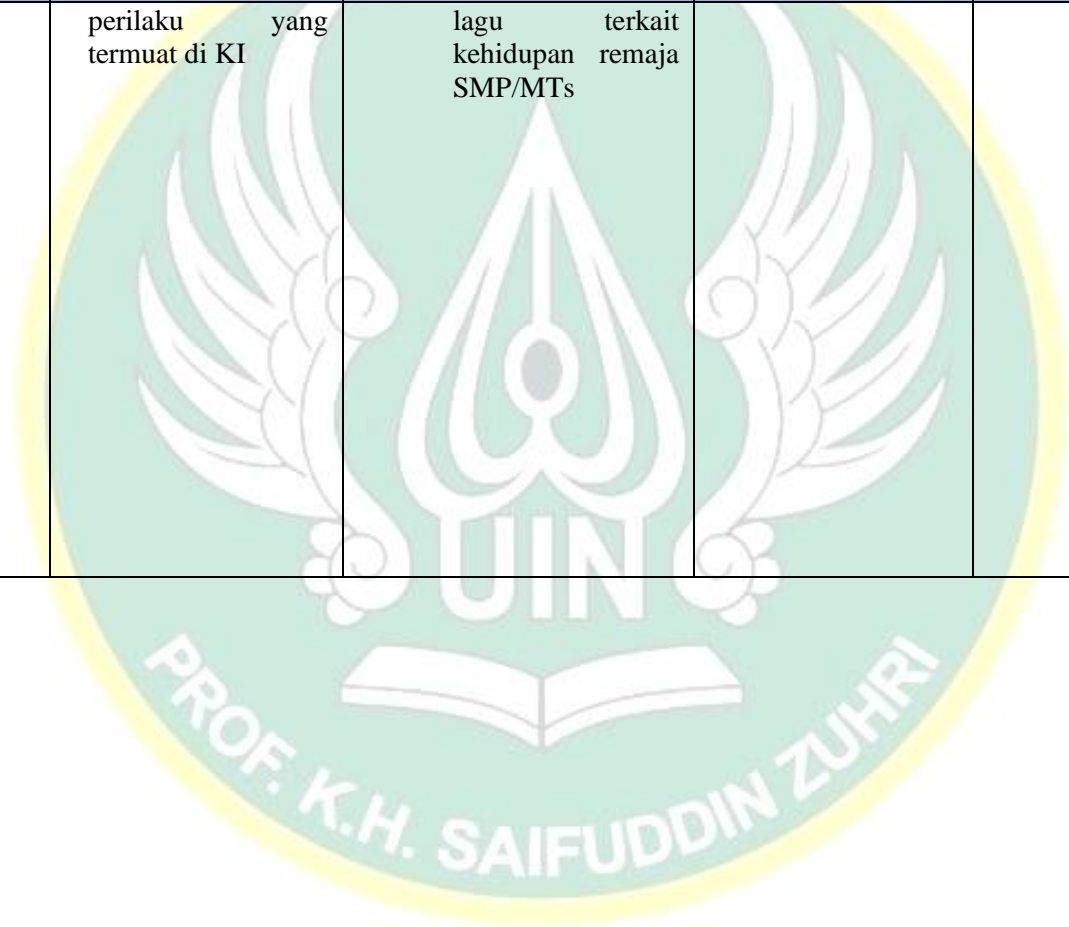 perilaku yang
termuat di KI
lagu terkait
kehidupan remaja
SMP/MTs
UIN
PROF. K.H. SAIFUDDIN ZUHRI